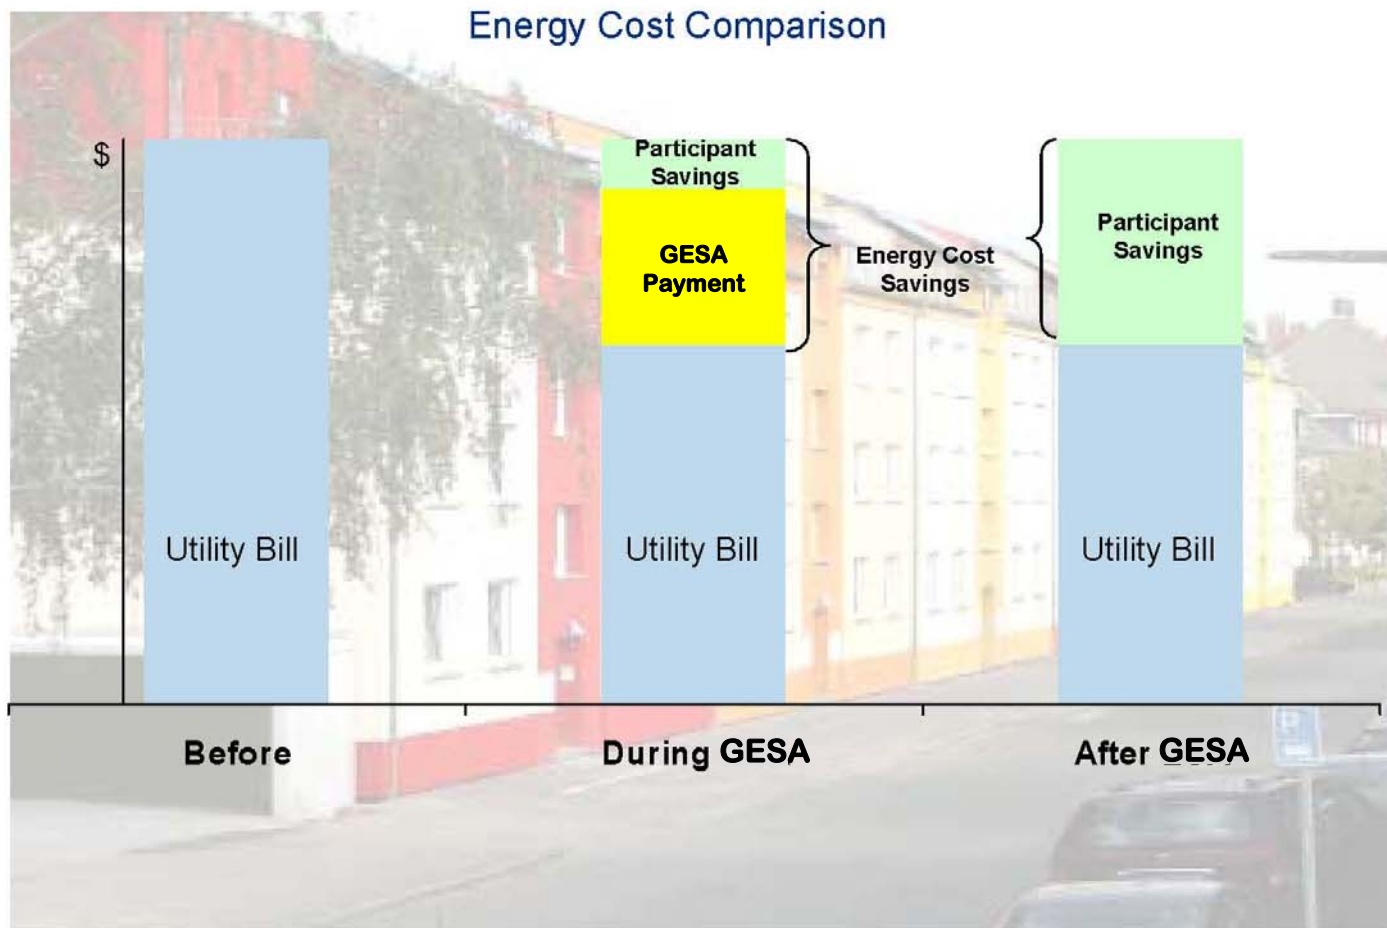 Energy Cost Comparison
$
Participant
Savings
GESA
Payment
Energy Cost
Savings
Participant
Savings
Utility Bill
Utility Bill
Utility Bill
Before
During GESA
After GESA